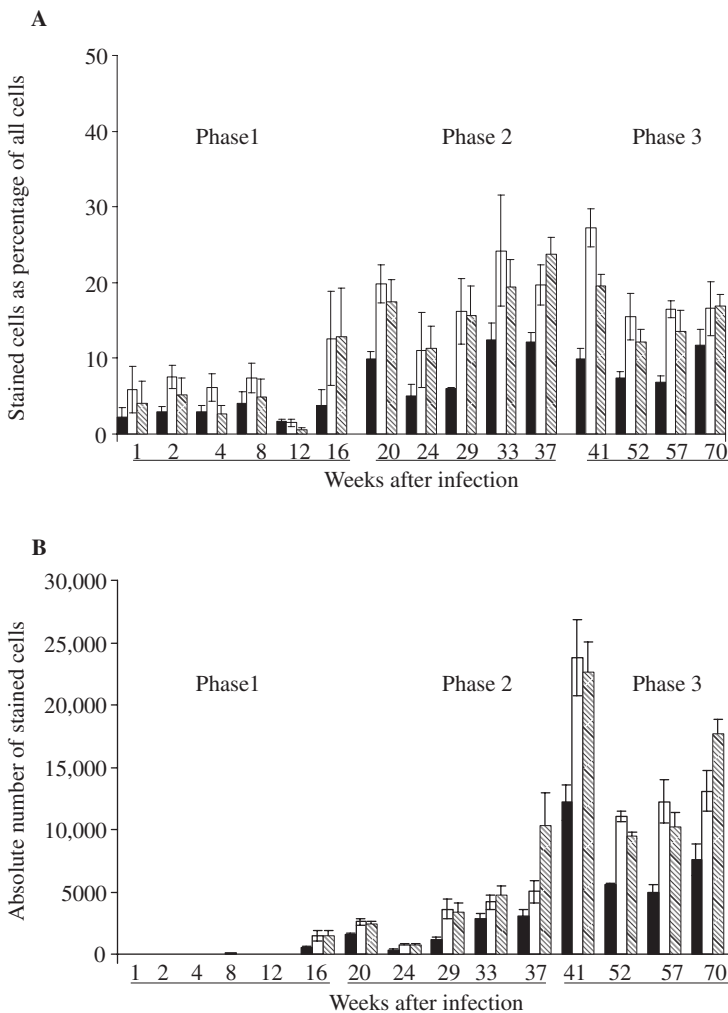 A
Stained cells as percentage of all cells
50
40
30
20
10
0
Phase1
Phase 2
Phase 3
1 2 4 8 12 16 20 24 29 33 37 41 52 57 70
Weeks after infection
B
Absolute number of stained cells
30,000
25,000
20,000
15,000
10,000
5000
0
Phase1
Phase 2
Phase 3
1 2 4 8 12 16 20 24 29 33 37 41 52 57 70
Weeks after infection